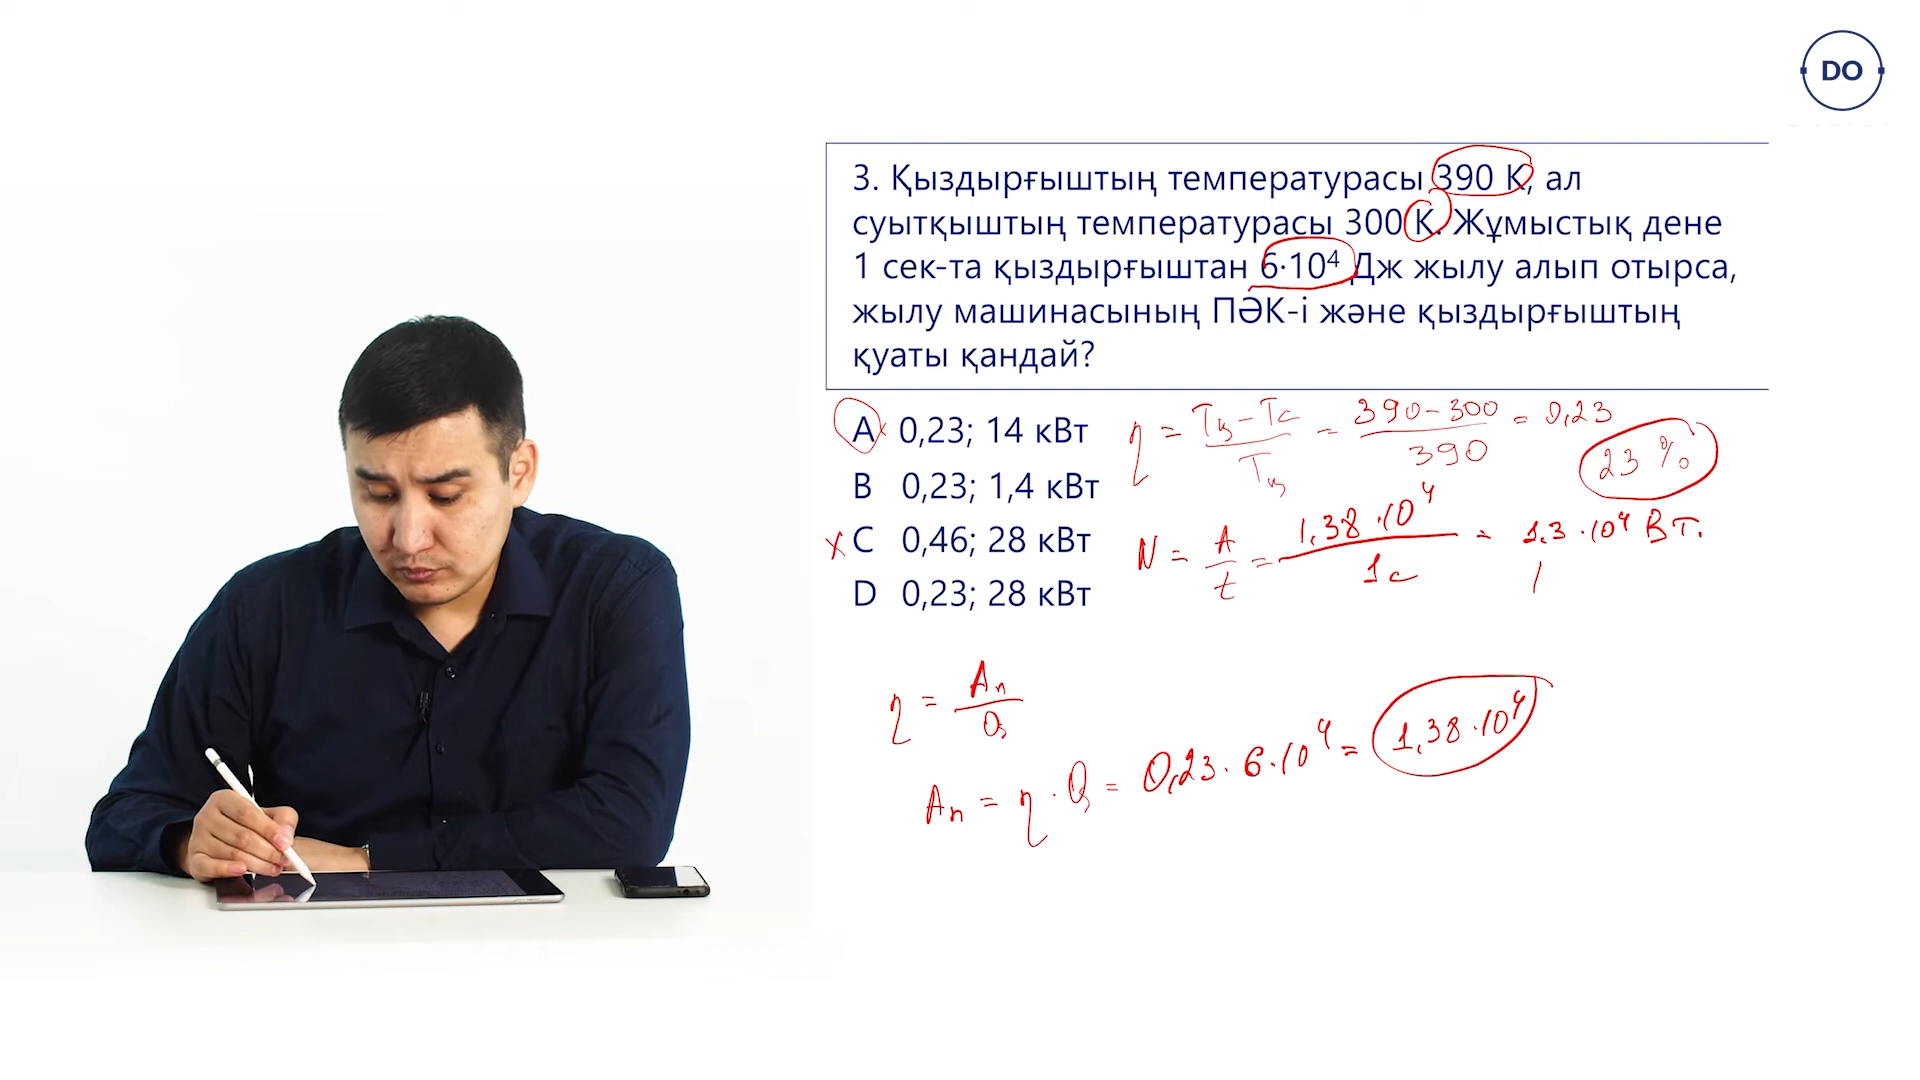 DO
3. Қыздырғыштың температурасы 390 К, ал
суытқыштың температурасы 300 К. Жұмыстық дене
1 сек-та қыздырғыштан 6·10⁴ Дж жылу алып отырса,
жылу машинасының ПӘК-і және қыздырғыштың
қуаты қандай?
A 0,23; 14 кВт
B 0,23; 1,4 кВт
x C 0,46; 28 кВт
D 0,23; 28 кВт
η = (Tқ − Tс)/Tқ = (390 − 300)/390 = 0,23
23 %
N = A/t = 1,38·10⁴/1с = 1,3·10⁴ Вт.
η = Aп/Qқ
Aп = η · Qқ = 0,23 · 6·10⁴ = 1,38·10⁴